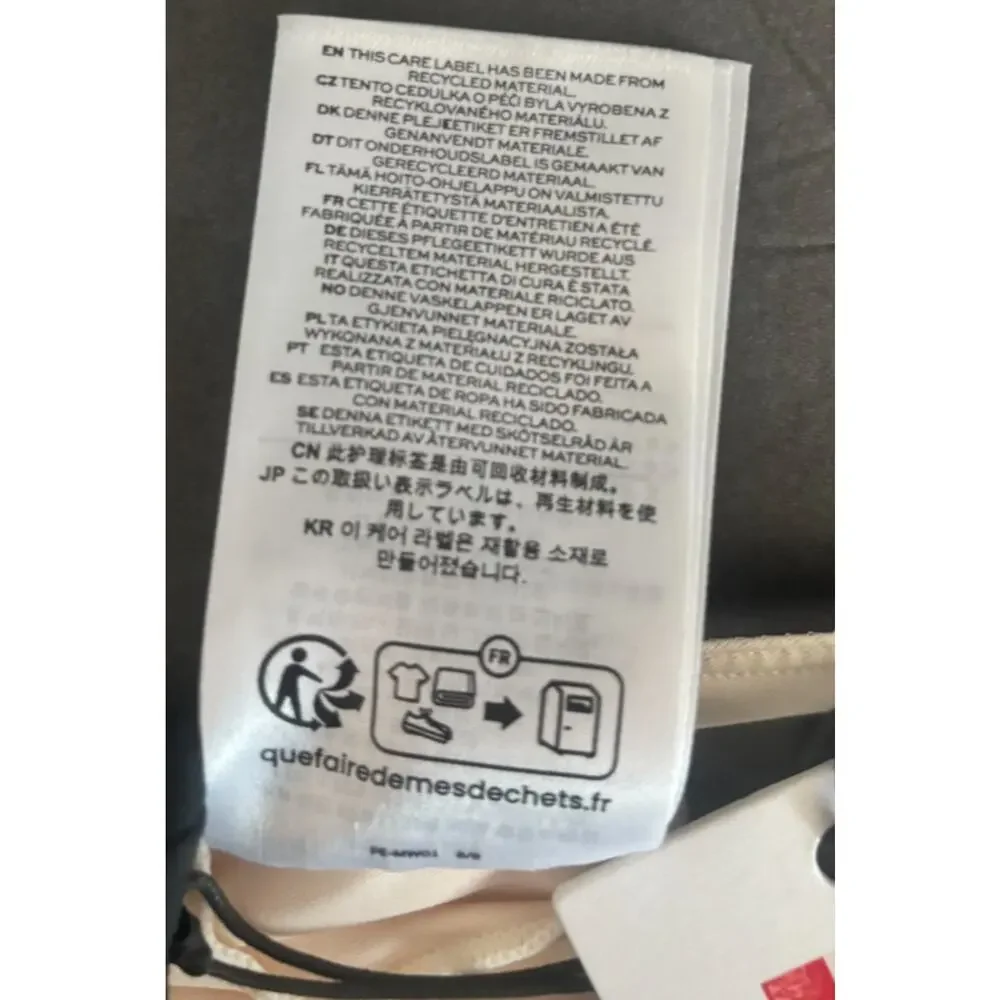 EN THIS CARE LABEL HAS BEEN MADE FROM
RECYCLED MATERIAL.
CZ TENTO CEDULKA O PÉČI BYLA VYROBENA Z
RECYKLOVANÉHO MATERIÁLU.
DK DENNE PLEJEETIKET ER FREMSTILLET AF
GENANVENDT MATERIALE.
DT DIT ONDERHOUDSLABEL IS GEMAAKT VAN
GERECYCLEERD MATERIAAL.
FL TÄMÄ HOITO-OHJELAPPU ON VALMISTETTU
KIERRÄTETYSTÄ MATERIAALISTA.
FR CETTE ÉTIQUETTE D'ENTRETIEN A ÉTÉ
FABRIQUÉE À PARTIR DE MATÉRIAU RECYCLÉ.
DE DIESES PFLEGEETIKETT WURDE AUS
RECYCELTEM MATERIAL HERGESTELLT.
IT QUESTA ETICHETTA DI CURA È STATA
REALIZZATA CON MATERIALE RICICLATO.
NO DENNE VASKELAPPEN ER LAGET AV
GJENVUNNET MATERIALE.
PL TA ETYKIETA PIELĘGNACYJNA ZOSTAŁA
WYKONANA Z MATERIAŁU Z RECYKLINGU.
PT ESTA ETIQUETA DE CUIDADOS FOI FEITA A
PARTIR DE MATERIAL RECICLADO.
ES ESTA ETIQUETA DE ROPA HA SIDO FABRICADA
CON MATERIAL RECICLADO.
SE DENNA ETIKETT MED SKÖTSELRÅD ÄR
TILLVERKAD AV ÅTERVUNNET MATERIAL.
CN 此护理标签是由可回收材料制成。
JP この取扱い表示ラベルは、再生材料を使
用しています。
KR 이 케어 라벨은 재활용 소재로
만들어졌습니다.
FR
quefairedemesdechets.fr